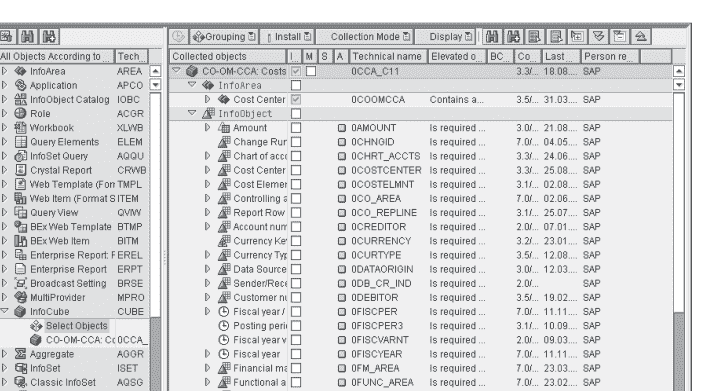 Grouping Install Collection Mode Display
All Objects According to ... Tech...
InfoArea AREA
Application APCO
InfoObject Catalog IOBC
Role ACGR
Workbook XLWB
Query Elements ELEM
InfoSet Query AQQU
Crystal Report CRWB
Web Template (Forr TMPL
Web Item (Format S ITEM
Query View QVIW
BEx Web Template BTMP
BEx Web Item BITM
Enterprise Report: F EREL
Enterprise Report ERPT
Broadcast Setting BRSE
MultiProvider MPRO
InfoCube CUBE
Select Objects
CO-OM-CCA: Cc 0CCA_
Aggregate AGGR
InfoSet ISET
Classic InfoSet AQSG
Collected objects I... M S A Technical name Elevated o... BC... Co... Last ... Person re...
CO-OM-CCA: Costs 0CCA_C11 3.3/... 18.08.... SAP
InfoArea
Cost Center 0COOMCCA Contains a... 3.5/... 31.03.... SAP
InfoObject
Amount 0AMOUNT Is required ... 3.0/... 21.08.... SAP
Change Run 0CHNGID Is required ... 7.0/... 04.05.... SAP
Chart of acco 0CHRT_ACCTS Is required ... 3.3/... 24.06.... SAP
Cost Center 0COSTCENTER Is required ... 3.3/... 25.08.... SAP
Cost Elemer 0COSTELMNT Is required ... 3.1/... 02.08.... SAP
Controlling a 0CO_AREA Is required ... 7.0/... 02.06.... SAP
Report Row 0CO_REPLINE Is required ... 3.1/... 25.07.... SAP
Account num 0CREDITOR Is required ... 2.0/... 07.01.... SAP
Currency Key 0CURRENCY Is required ... 3.2/... 23.01.... SAP
Currency Typ 0CURTYPE Is required ... 3.5/... 12.08.... SAP
Data Source 0DATAORIGIN Is required ... 3.0/... 12.03.... SAP
Sender/Rece 0DB_CR_IND Is required ... 2.0/... SAP
Customer nu 0DEBITOR Is required ... 3.5/... 19.02.... SAP
Fiscal year / 0FISCPER Is required ... 7.0/... 11.11.... SAP
Posting peri 0FISCPER3 Is required ... 3.1/... 10.09.... SAP
Fiscal year v 0FISCVARNT Is required ... 2.0/... 09.03.... SAP
Fiscal year 0FISCYEAR Is required ... 7.0/... 11.11.... SAP
Financial ma 0FM_AREA Is required ... 7.0/... 23.03.... SAP
Functional a 0FUNC_AREA Is required ... 7.0/... 23.02.... SAP